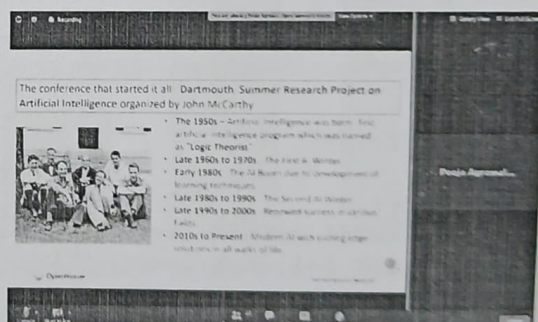 Recording
The conference that started it all Dartmouth Summer Research Project on
Artificial Intelligence organized by John McCarthy
• The 1950s – Artificial Intelligence was born, first
artificial intelligence program which was named
as "Logic Theorist"
• Late 1960s to 1970s The First AI Winter
• Early 1980s The AI Boom due to development of
learning techniques
• Late 1980s to 1990s The Second AI Winter
• Late 1990s to 2000s Renewed success in various
fields
• 2010s to Present Modern AI with cutting edge
solutions in all walks of life.